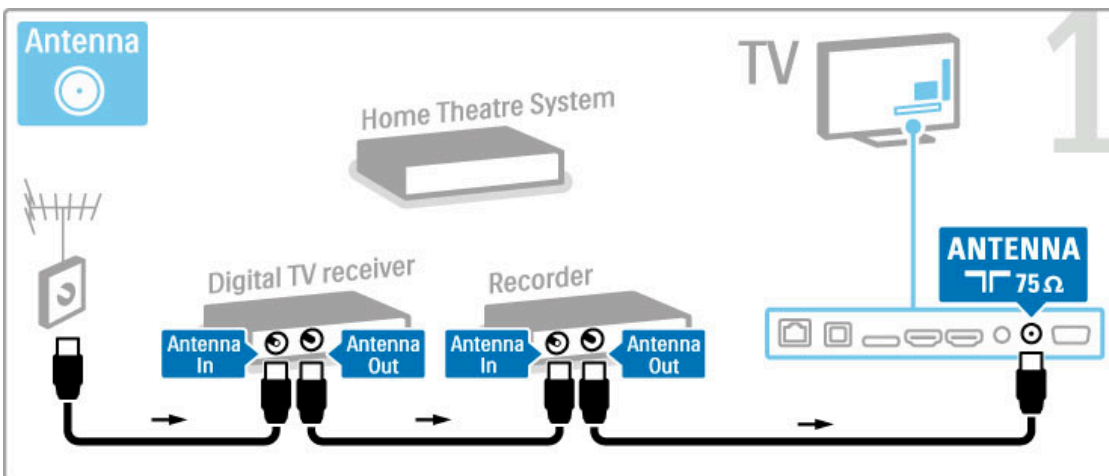 Antenna
Home Theatre System
TV
1
Digital TV receiver
Recorder
ANTENNA
75 Ω
Antenna
In
Antenna
Out
Antenna
In
Antenna
Out